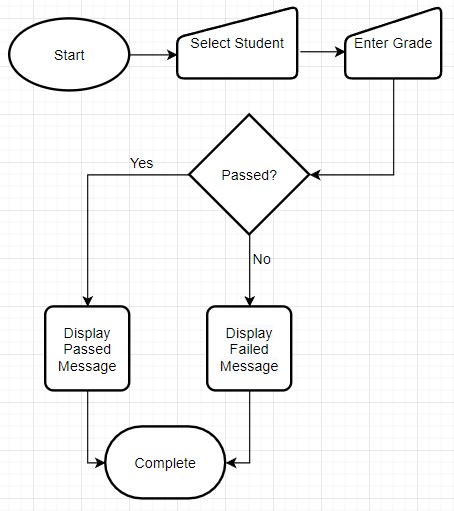 Start
Select Student
Enter Grade
Passed?
Yes
No
Display
Passed
Message
Display
Failed
Message
Complete